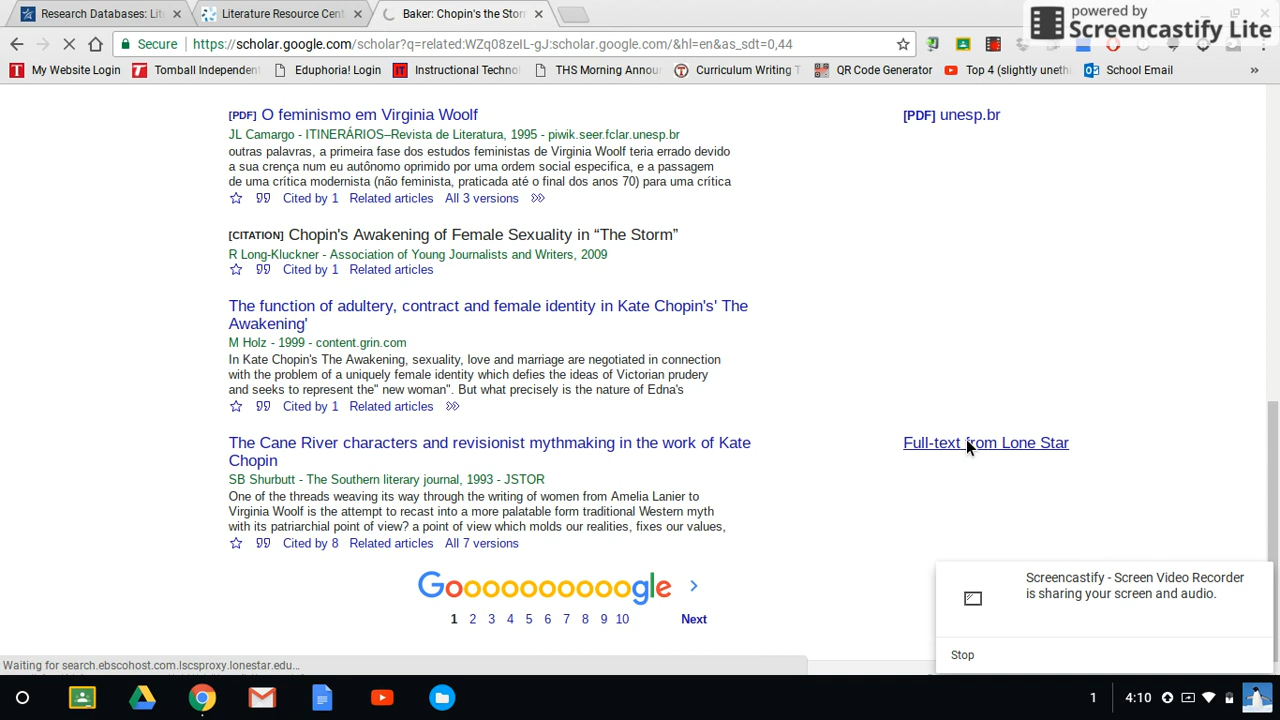 Research Databases: Lit
Literature Resource Cent
Baker: Chopin's the Storm
powered by
Screencastify Lite
Secure
https://scholar.google.com/scholar?q=related:WZq08zeIL-gJ:scholar.google.com/&hl=en&as_sdt=0,44
My Website Login
Tomball Independent
Eduphoria! Login
Instructional Technol
THS Morning Annou
Curriculum Writing T
QR Code Generator
Top 4 (slightly uneth
School Email
[PDF] O feminismo em Virginia Woolf
[PDF] unesp.br
JL Camargo - ITINERÁRIOS–Revista de Literatura, 1995 - piwik.seer.fclar.unesp.br
outras palavras, a primeira fase dos estudos feministas de Virginia Woolf teria errado devido
a sua crença num eu autônomo oprimido por uma ordem social especifica, e a passagem
de uma crítica modernista (não feminista, praticada até o final dos anos 70) para uma crítica
Cited by 1 Related articles All 3 versions
[CITATION] Chopin's Awakening of Female Sexuality in “The Storm”
R Long-Kluckner - Association of Young Journalists and Writers, 2009
Cited by 1 Related articles
The function of adultery, contract and female identity in Kate Chopin's' The
Awakening'
M Holz - 1999 - content.grin.com
In Kate Chopin's The Awakening, sexuality, love and marriage are negotiated in connection
with the problem of a uniquely female identity which defies the ideas of Victorian prudery
and seeks to represent the" new woman". But what precisely is the nature of Edna's
Cited by 1 Related articles
The Cane River characters and revisionist mythmaking in the work of Kate
Chopin
Full-text from Lone Star
SB Shurbutt - The Southern literary journal, 1993 - JSTOR
One of the threads weaving its way through the writing of women from Amelia Lanier to
Virginia Woolf is the attempt to recast into a more palatable form traditional Western myth
with its patriarchial point of view? a point of view which molds our realities, fixes our values,
Cited by 8 Related articles All 7 versions
Goooooooooogle
1 2 3 4 5 6 7 8 9 10 Next
Screencastify - Screen Video Recorder
is sharing your screen and audio.
Stop
Waiting for search.ebscohost.com.lscsproxy.lonestar.edu...
1 4:10